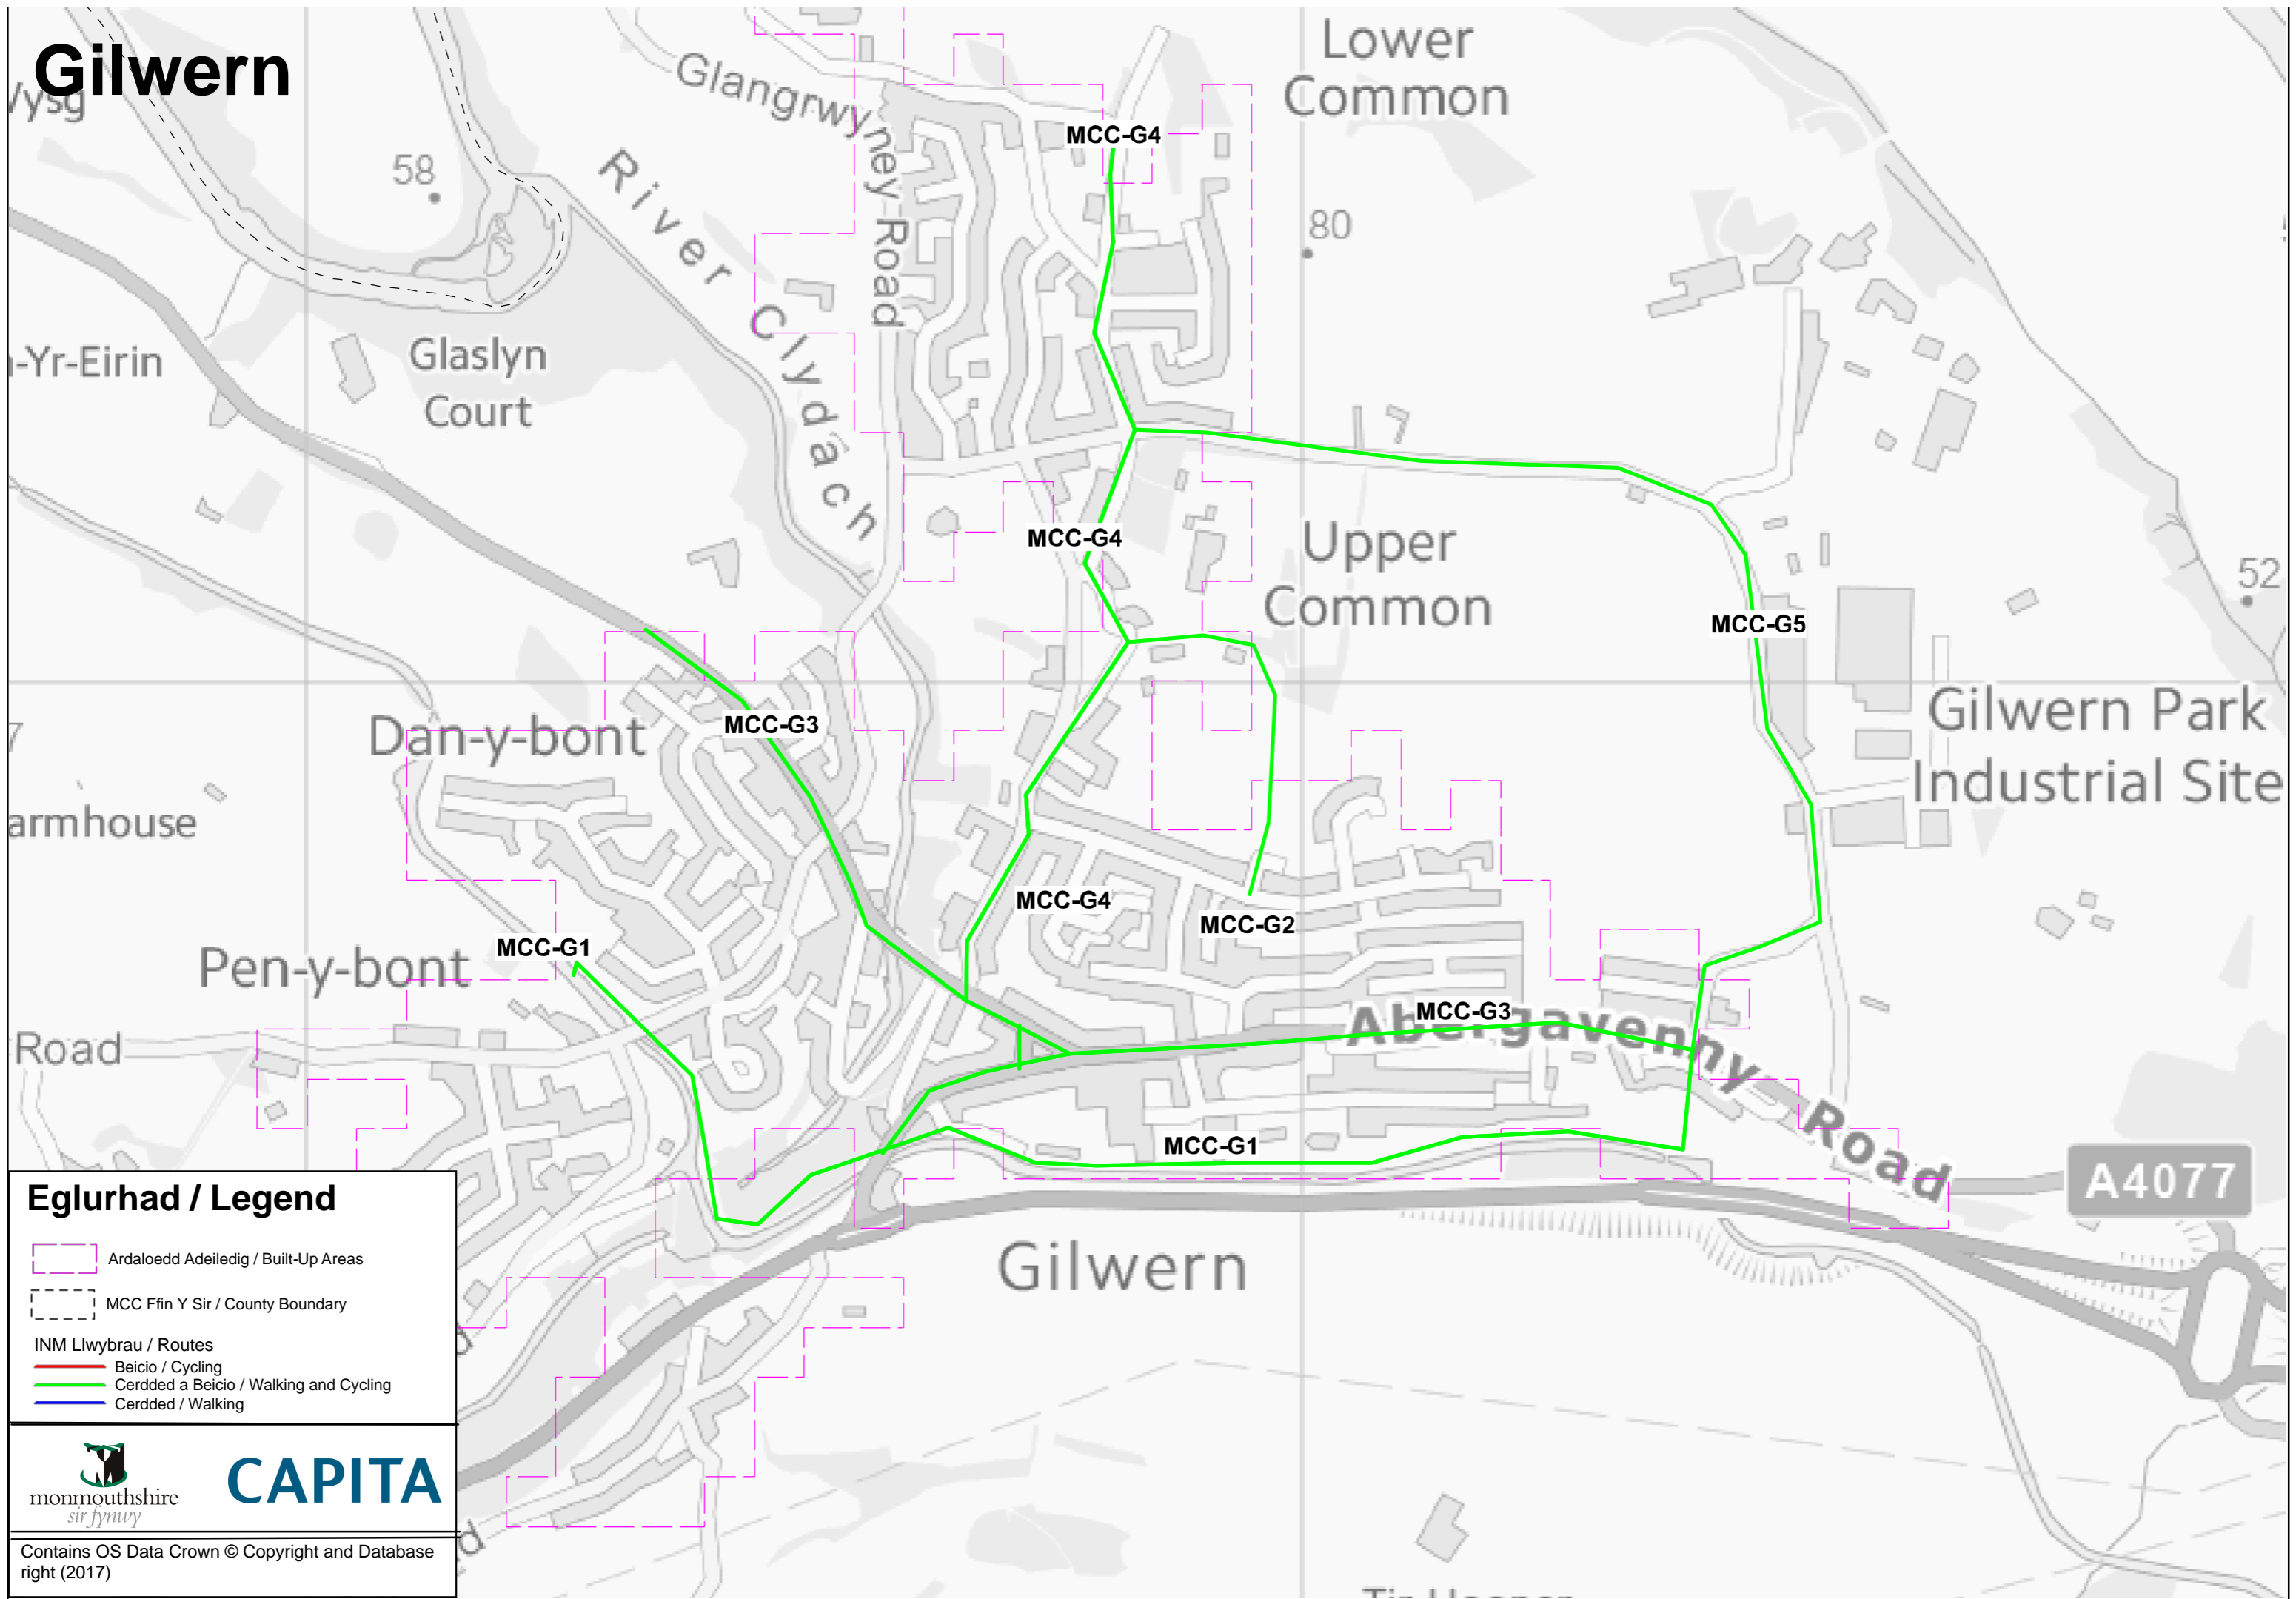 Gilwern
Lower
Common
Glangrwyney Road
MCC-G4
58
River Clydach
80
Glaslyn
Court
-Yr-Eirin
MCC-G4
Upper
Common
52
MCC-G5
MCC-G3
Dan-y-bont
Gilwern Park
Industrial Site
7
armhouse
MCC-G4
MCC-G2
MCC-G1
Pen-y-bont
MCC-G3
Abergavenny Road
Road
MCC-G1
A4077
Gilwern
Eglurhad / Legend
Ardaloedd Adeiledig / Built-Up Areas
MCC Ffin Y Sir / County Boundary
INM Llwybrau / Routes
Beicio / Cycling
Cerdded a Beicio / Walking and Cycling
Cerdded / Walking
monmouthshire
sir fynwy
CAPITA
Contains OS Data Crown © Copyright and Database
right (2017)